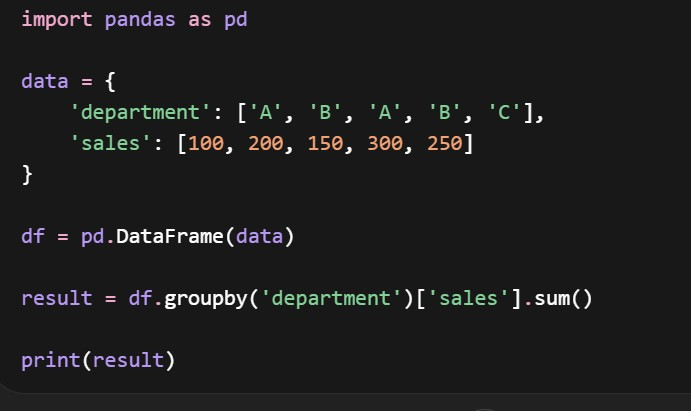 import pandas as pd
data = {
    'department': ['A', 'B', 'A', 'B', 'C'],
    'sales': [100, 200, 150, 300, 250]
}
df = pd.DataFrame(data)
result = df.groupby('department')['sales'].sum()
print(result)